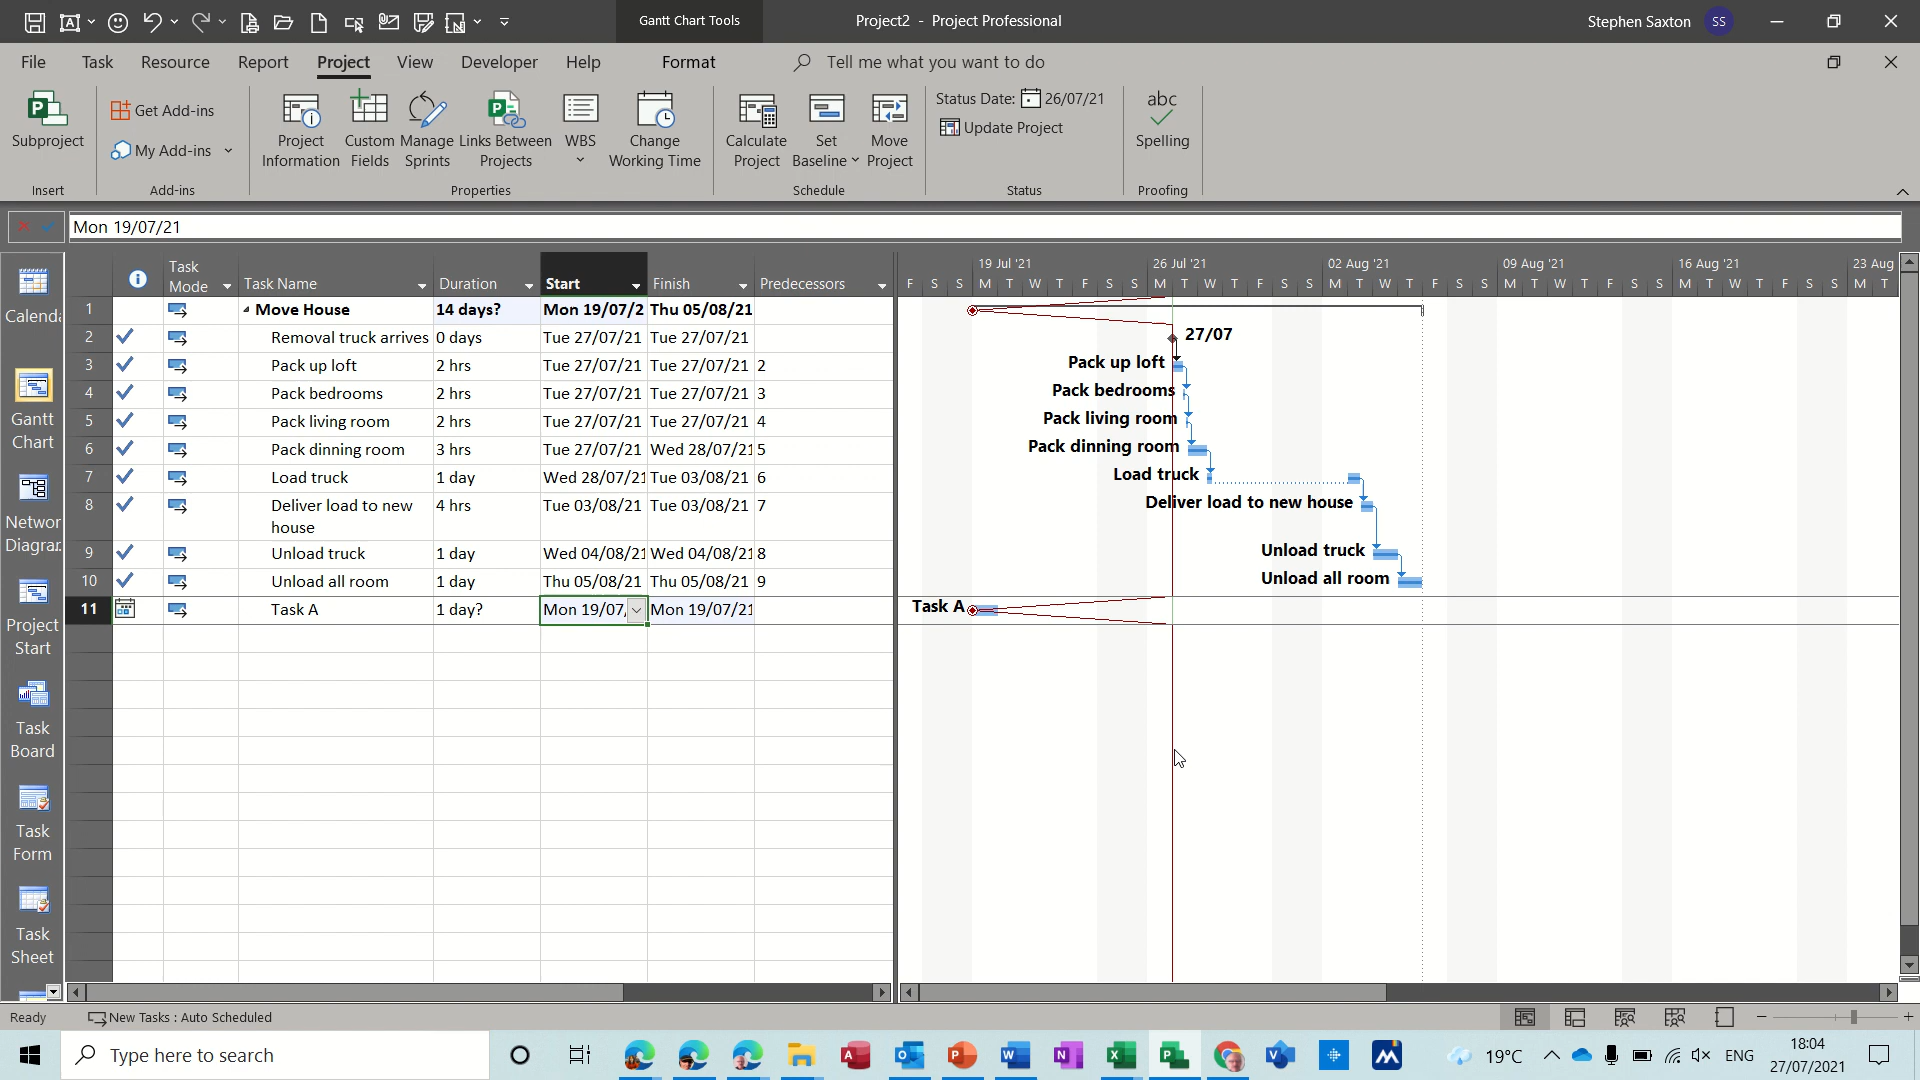 Gantt Chart Tools
Project2 - Project Professional
Stephen Saxton
SS
File Task Resource Report Project View Developer Help Format Tell me what you want to do
Subproject
Insert
Get Add-ins
My Add-ins
Add-ins
Project Information
Custom Fields
Manage Sprints
Links Between Projects
WBS
Change Working Time
Properties
Calculate Project
Set Baseline
Move Project
Schedule
Status Date: 26/07/21
Update Project
Status
abc
Spelling
Proofing
Mon 19/07/21
Task Mode Task Name Duration Start Finish Predecessors
1 Move House 14 days? Mon 19/07/2 Thu 05/08/21
2 Removal truck arrives 0 days Tue 27/07/21 Tue 27/07/21
3 Pack up loft 2 hrs Tue 27/07/21 Tue 27/07/21 2
4 Pack bedrooms 2 hrs Tue 27/07/21 Tue 27/07/21 3
5 Pack living room 2 hrs Tue 27/07/21 Tue 27/07/21 4
6 Pack dinning room 3 hrs Tue 27/07/21 Wed 28/07/21 5
7 Load truck 1 day Wed 28/07/21 Tue 03/08/21 6
8 Deliver load to new house 4 hrs Tue 03/08/21 Tue 03/08/21 7
9 Unload truck 1 day Wed 04/08/21 Wed 04/08/21 8
10 Unload all room 1 day Thu 05/08/21 Thu 05/08/21 9
11 Task A 1 day? Mon 19/07/ Mon 19/07/21
19 Jul '21 26 Jul '21 02 Aug '21 09 Aug '21 16 Aug '21 23 Aug
F S S M T W T F S S M T W T F S S M T W T F S S M T W T F S S M T W T F S S M T
27/07
Pack up loft
Pack bedrooms
Pack living room
Pack dinning room
Load truck
Deliver load to new house
Unload truck
Unload all room
Task A
Calenda
Gantt Chart
Networ Diagran
Project Start
Task Board
Task Form
Task Sheet
Ready
New Tasks : Auto Scheduled
Type here to search
19°C
ENG
18:04
27/07/2021